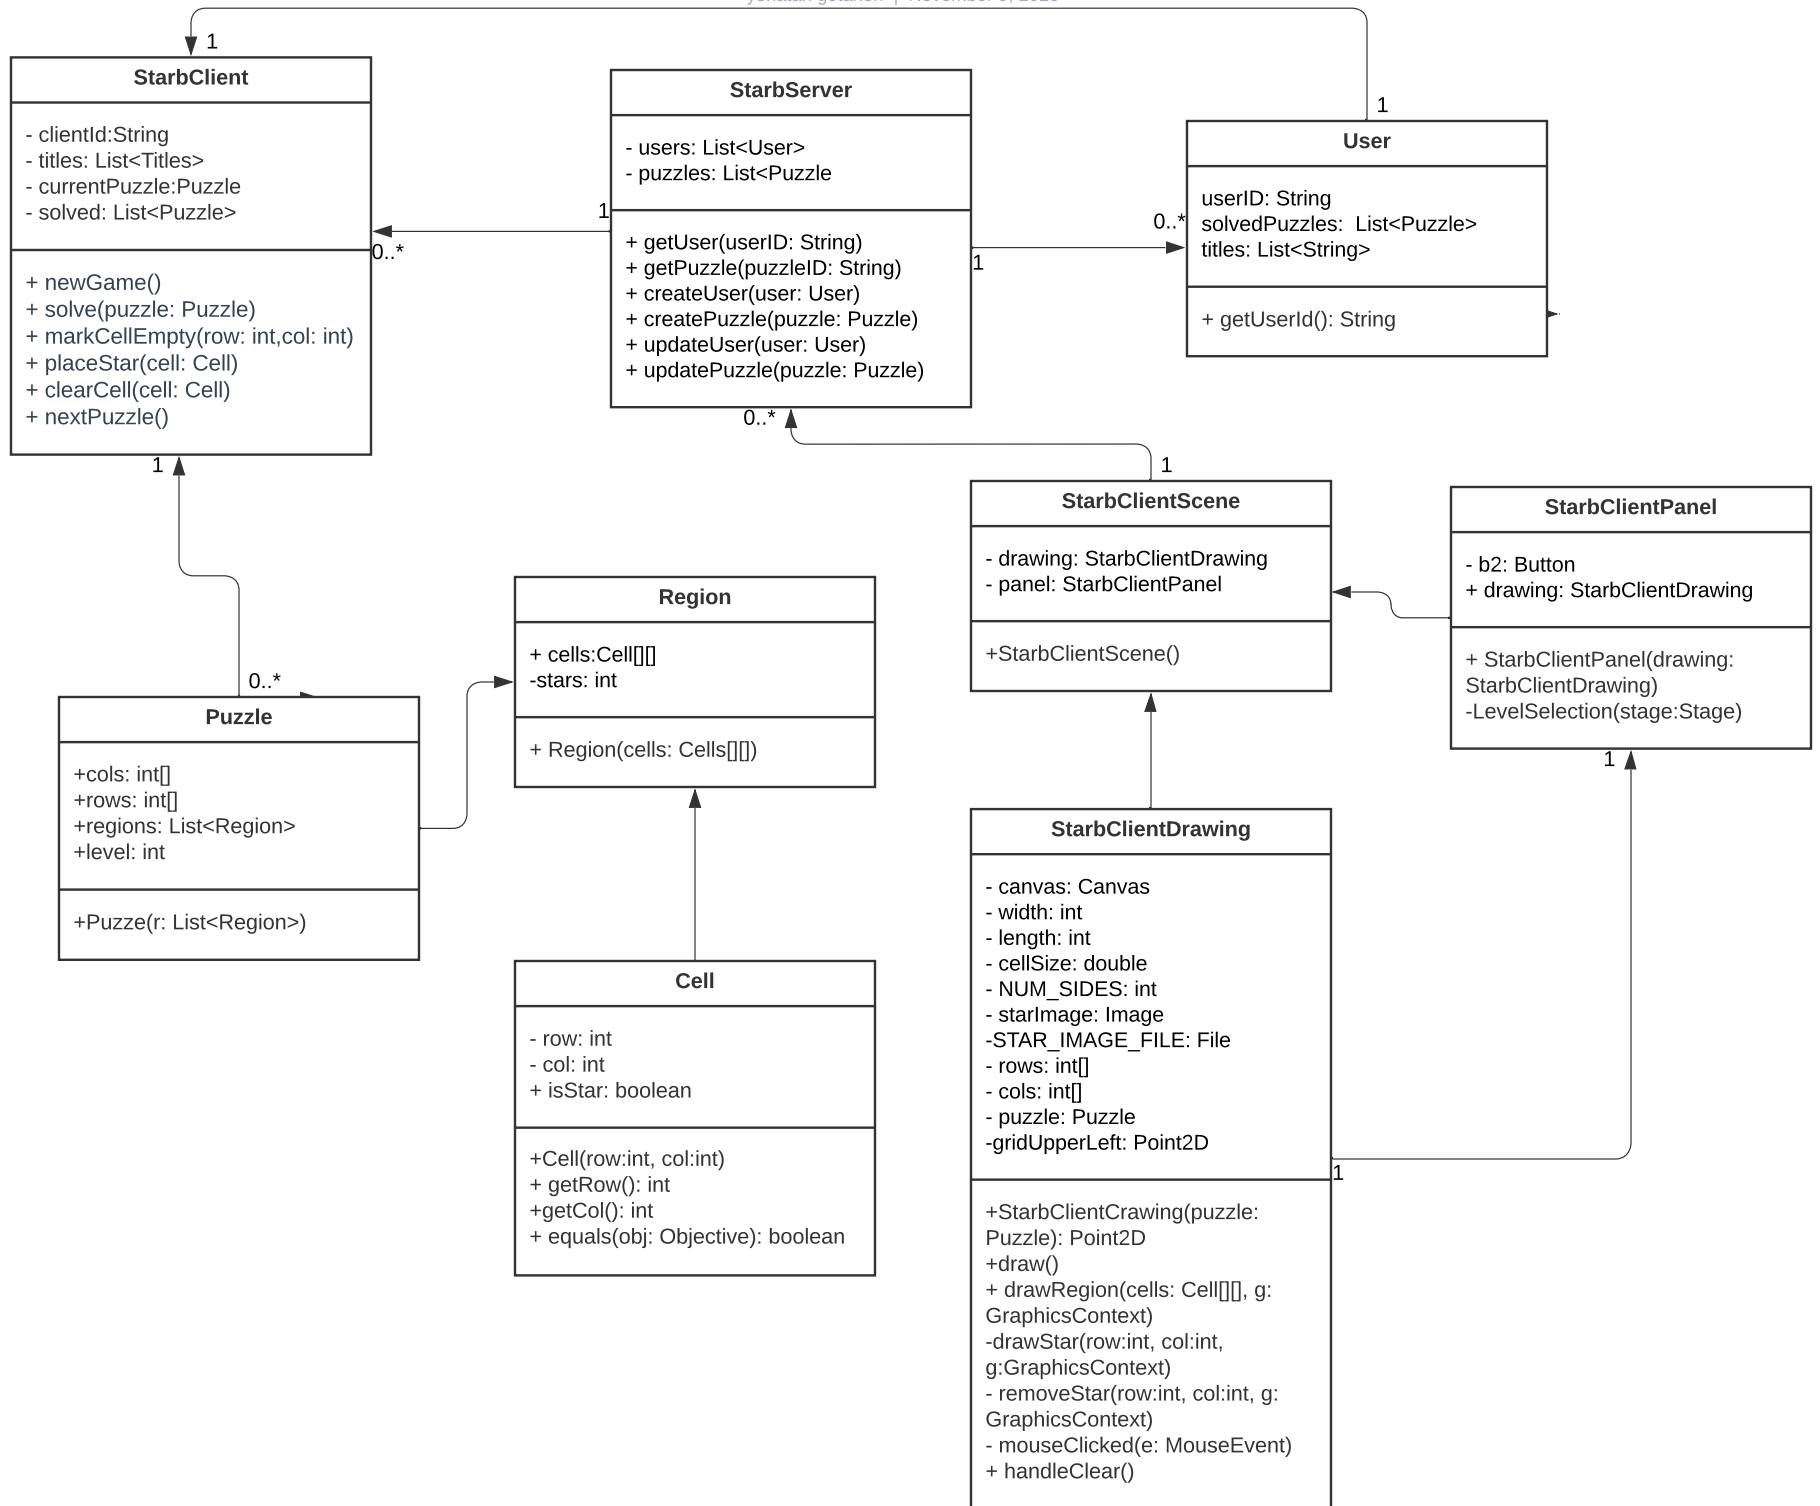 1
StarbClient
- clientId:String
- titles: List<Titles>
- currentPuzzle:Puzzle
- solved: List<Puzzle>
+ newGame()
+ solve(puzzle: Puzzle)
+ markCellEmpty(row: int,col: int)
+ placeStar(cell: Cell)
+ clearCell(cell: Cell)
+ nextPuzzle()
1
0..*
1
StarbServer
- users: List<User>
- puzzles: List<Puzzle
+ getUser(userID: String)
+ getPuzzle(puzzleID: String)
+ createUser(user: User)
+ createPuzzle(puzzle: Puzzle)
+ updateUser(user: User)
+ updatePuzzle(puzzle: Puzzle)
0..*
1
0..*
1
User
userID: String
solvedPuzzles:  List<Puzzle>
titles: List<String>
+ getUserId(): String
1
StarbClientScene
- drawing: StarbClientDrawing
- panel: StarbClientPanel
+StarbClientScene()
StarbClientPanel
- b2: Button
+ drawing: StarbClientDrawing
+ StarbClientPanel(drawing:
StarbClientDrawing)
-LevelSelection(stage:Stage)
1
Region
+ cells:Cell[][]
-stars: int
+ Region(cells: Cells[][])
0..*
Puzzle
+cols: int[]
+rows: int[]
+regions: List<Region>
+level: int
+Puzze(r: List<Region>)
Cell
- row: int
- col: int
+ isStar: boolean
+Cell(row:int, col:int)
+ getRow(): int
+getCol(): int
+ equals(obj: Objective): boolean
StarbClientDrawing
- canvas: Canvas
- width: int
- length: int
- cellSize: double
- NUM_SIDES: int
- starImage: Image
-STAR_IMAGE_FILE: File
- rows: int[]
- cols: int[]
- puzzle: Puzzle
-gridUpperLeft: Point2D
1
+StarbClientCrawing(puzzle:
Puzzle): Point2D
+draw()
+ drawRegion(cells: Cell[][], g:
GraphicsContext)
-drawStar(row:int, col:int,
g:GraphicsContext)
- removeStar(row:int, col:int, g:
GraphicsContext)
- mouseClicked(e: MouseEvent)
+ handleClear()